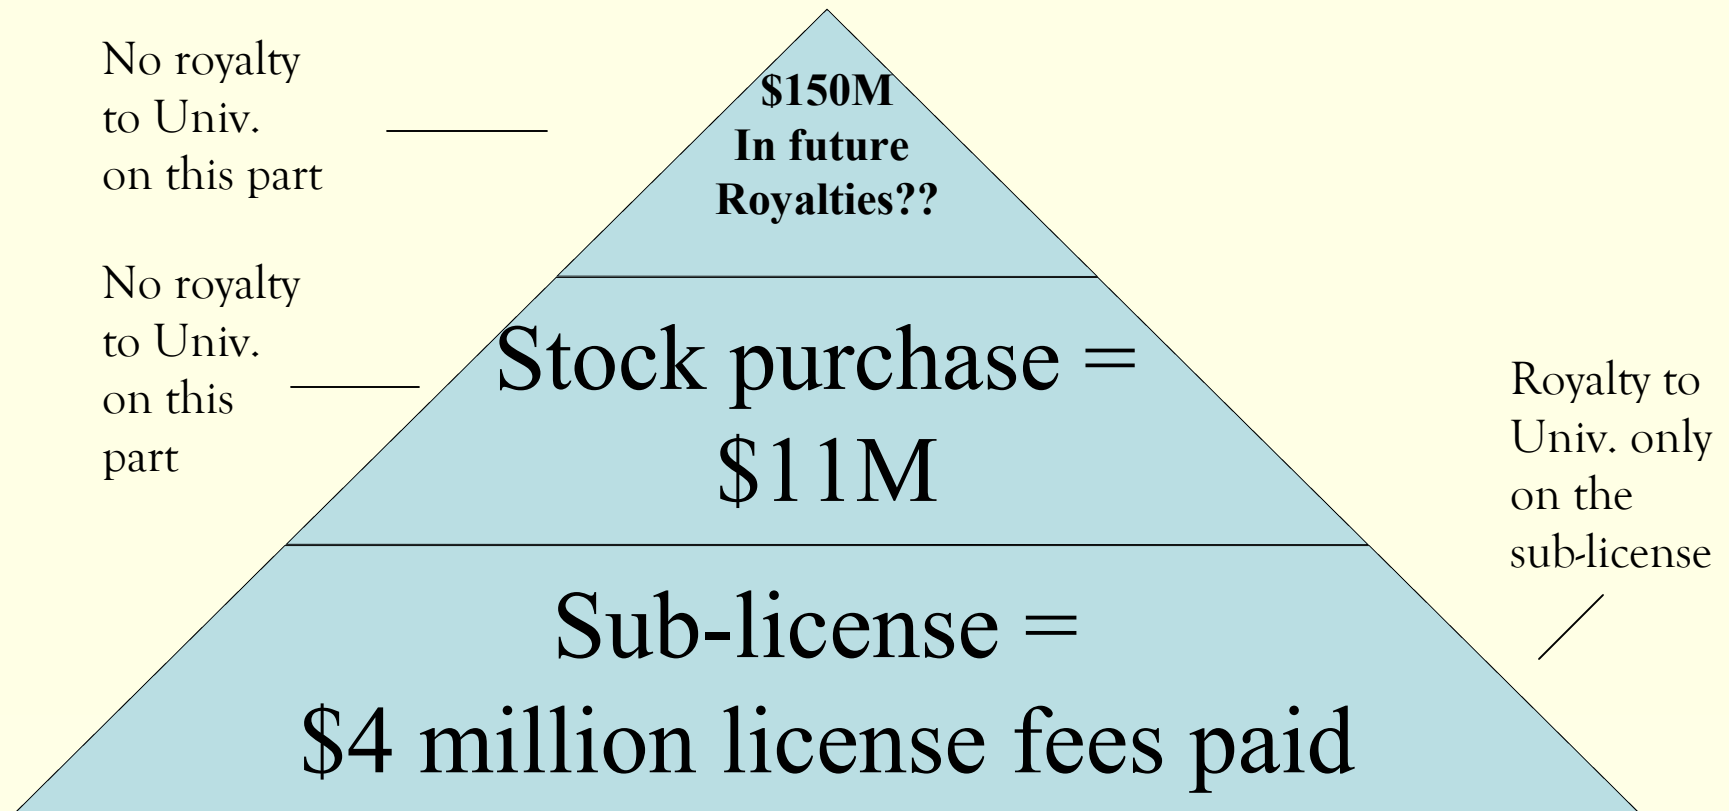 No royalty
to Univ.
on this part
$150M
In future
Royalties??
No royalty
to Univ.
on this
part
Stock purchase =
$11M
Royalty to
Univ. only
on the
sub-license
Sub-license =
$4 million license fees paid